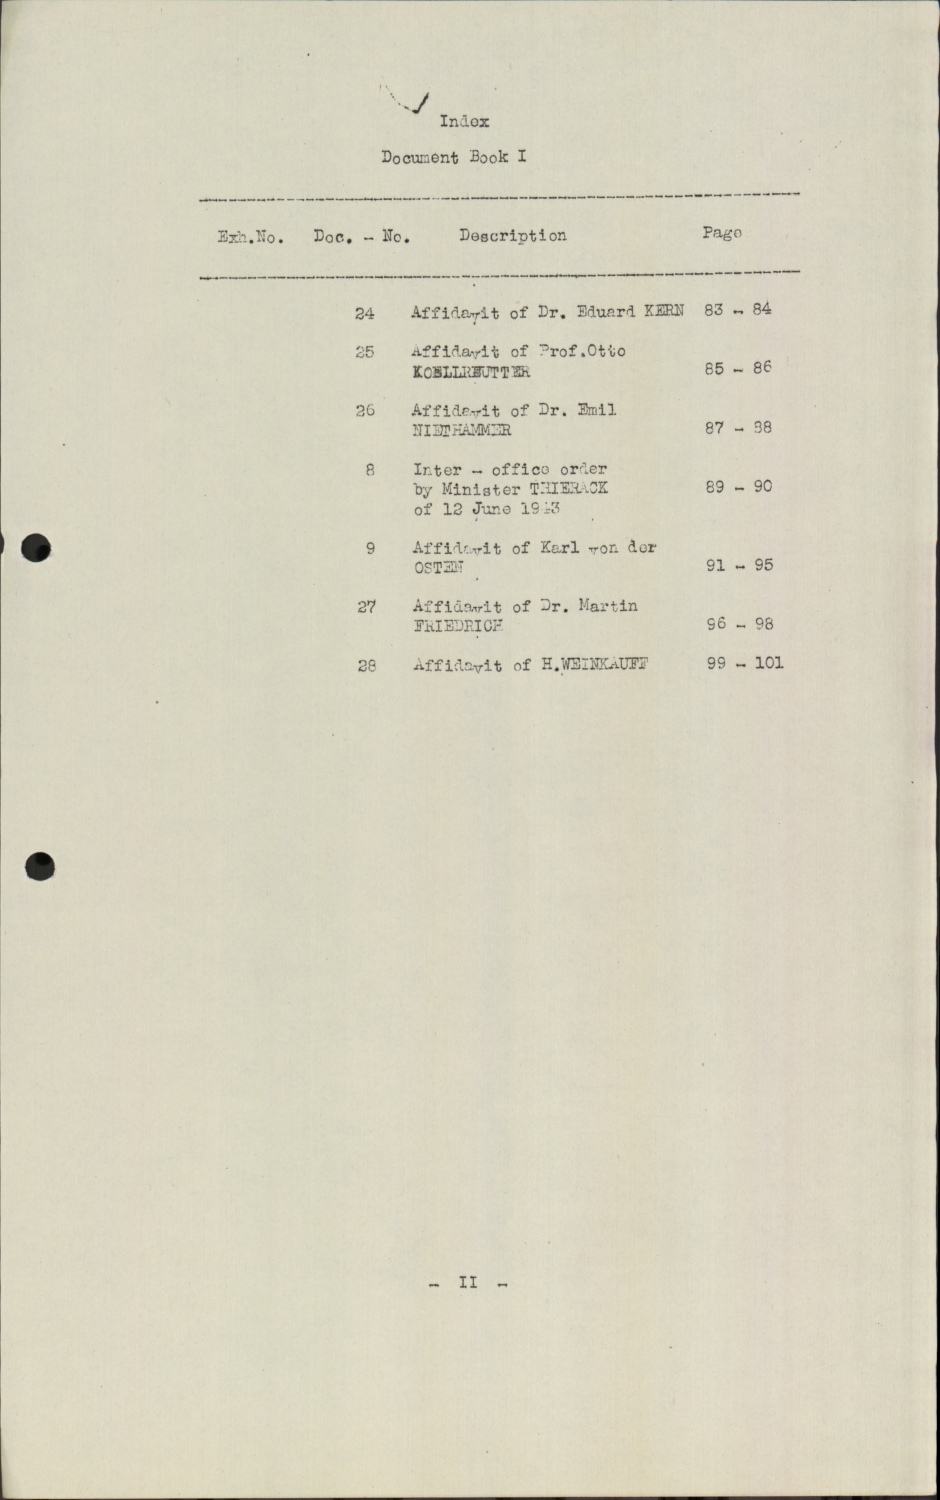 Index
Document Book I
Exh.No. Doc. - No. Description Page
24 Affidavit of Dr. Eduard KERN 83 - 84
25 Affidavit of Prof.Otto
KOELLREUTTER 85 - 86
26 Affidavit of Dr. Emil
NIETHAMMER 87 - 88
8 Inter - office order
by Minister THIERACK 89 - 90
of 12 June 1943
9 Affidavit of Karl von der
OSTEN 91 - 95
27 Affidavit of Dr. Martin
FRIEDRICH 96 - 98
28 Affidavit of H.WEINKAUFF 99 - 101
- II -